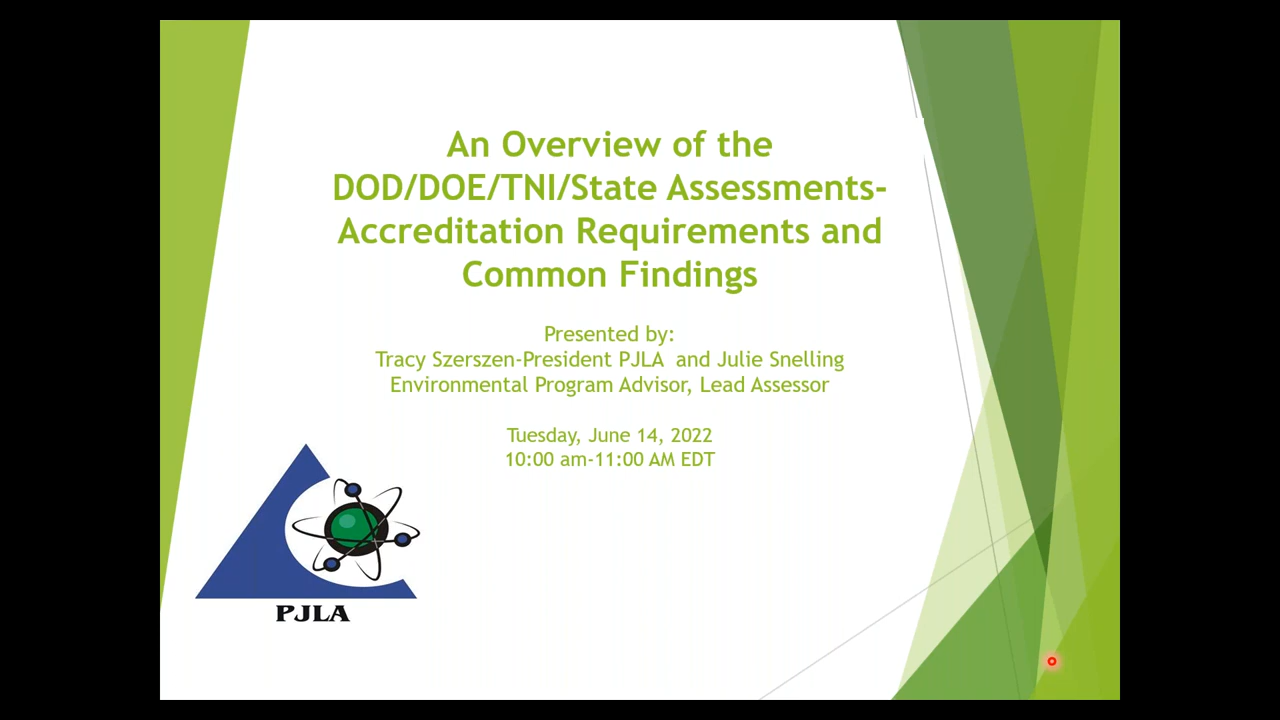 An Overview of the
DOD/DOE/TNI/State Assessments-
Accreditation Requirements and
Common Findings
Presented by:
Tracy Szerszen-President PJLA and Julie Snelling
Environmental Program Advisor, Lead Assessor
Tuesday, June 14, 2022
10:00 am-11:00 AM EDT
PJLA